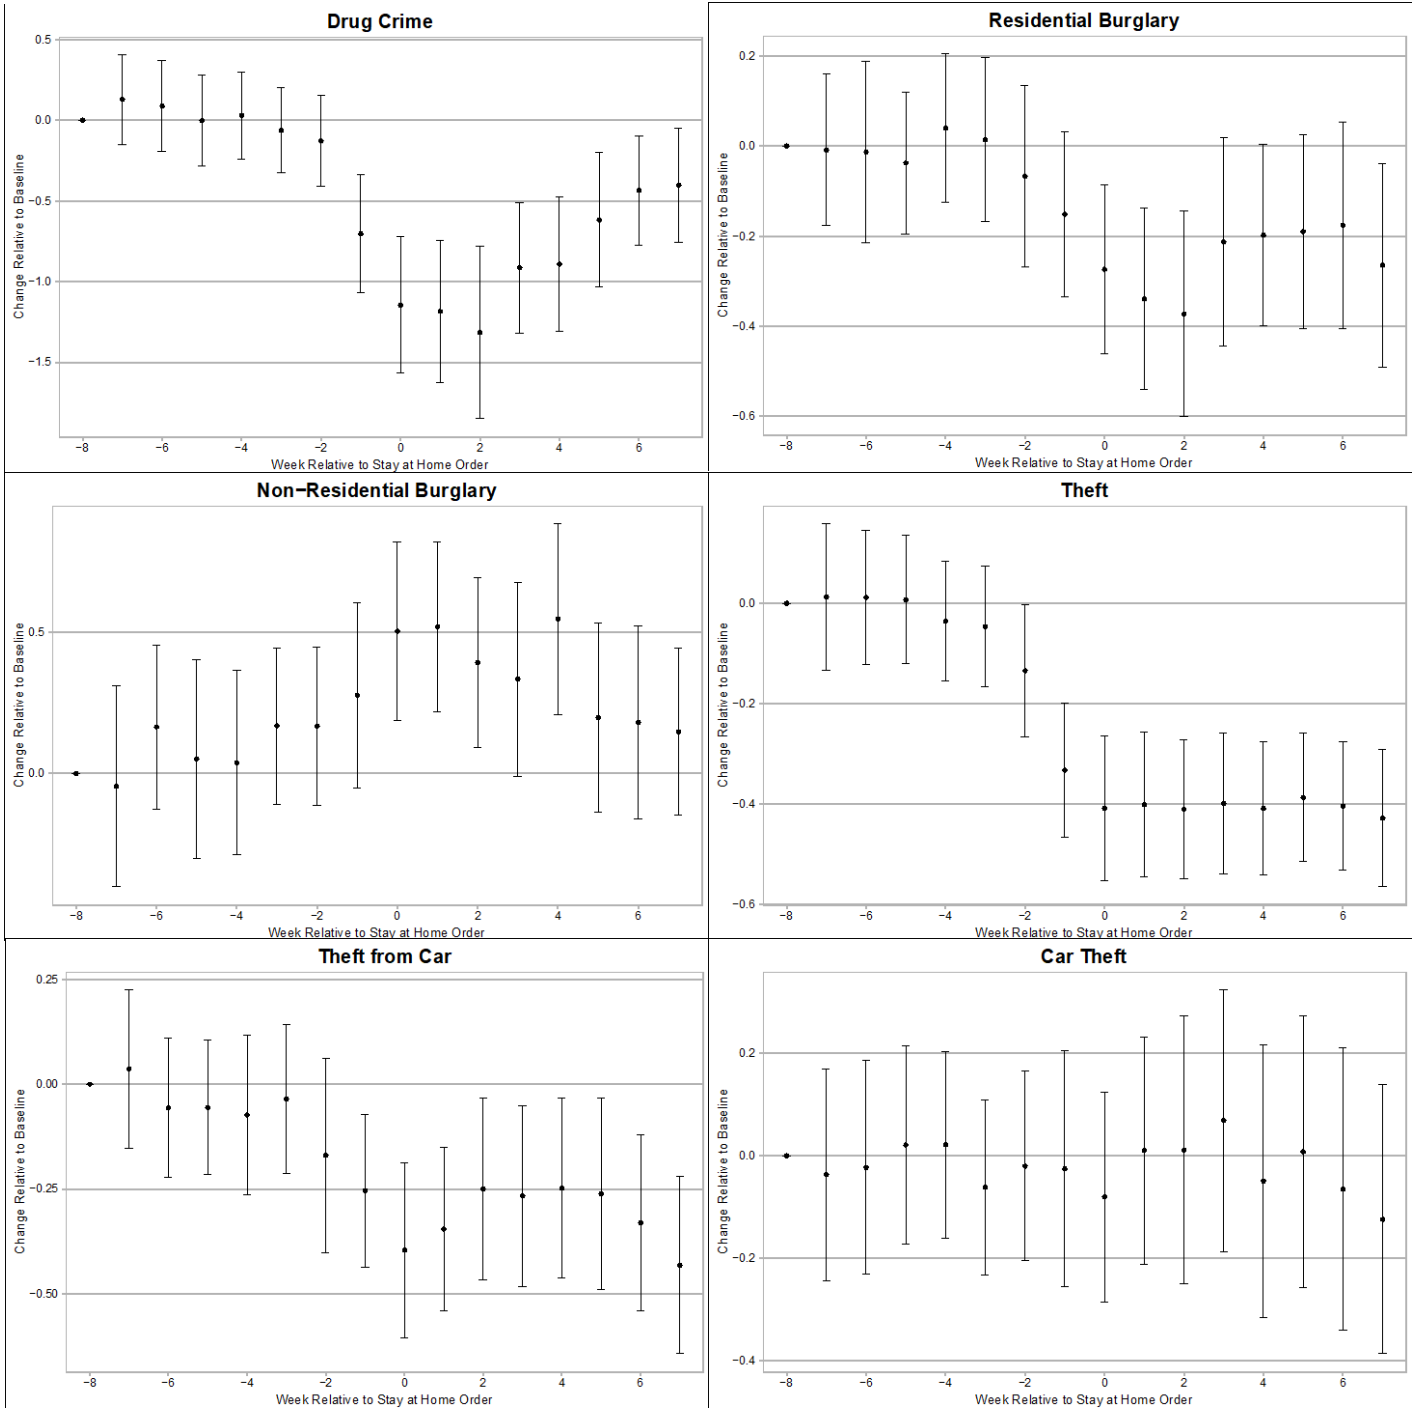 Drug Crime
0.5
0.0
−0.5
−1.0
−1.5
Change Relative to Baseline
−8 −6 −4 −2 0 2 4 6
Week Relative to Stay at Home Order
Residential Burglary
0.2
0.0
−0.2
−0.4
−0.6
Change Relative to Baseline
−8 −6 −4 −2 0 2 4 6
Week Relative to Stay at Home Order
Non−Residential Burglary
0.5
0.0
Change Relative to Baseline
−8 −6 −4 −2 0 2 4 6
Week Relative to Stay at Home Order
Theft
0.0
−0.2
−0.4
−0.6
Change Relative to Baseline
−8 −6 −4 −2 0 2 4 6
Week Relative to Stay at Home Order
Theft from Car
0.25
0.00
−0.25
−0.50
Change Relative to Baseline
−8 −6 −4 −2 0 2 4 6
Week Relative to Stay at Home Order
Car Theft
0.2
0.0
−0.2
−0.4
Change Relative to Baseline
−8 −6 −4 −2 0 2 4 6
Week Relative to Stay at Home Order